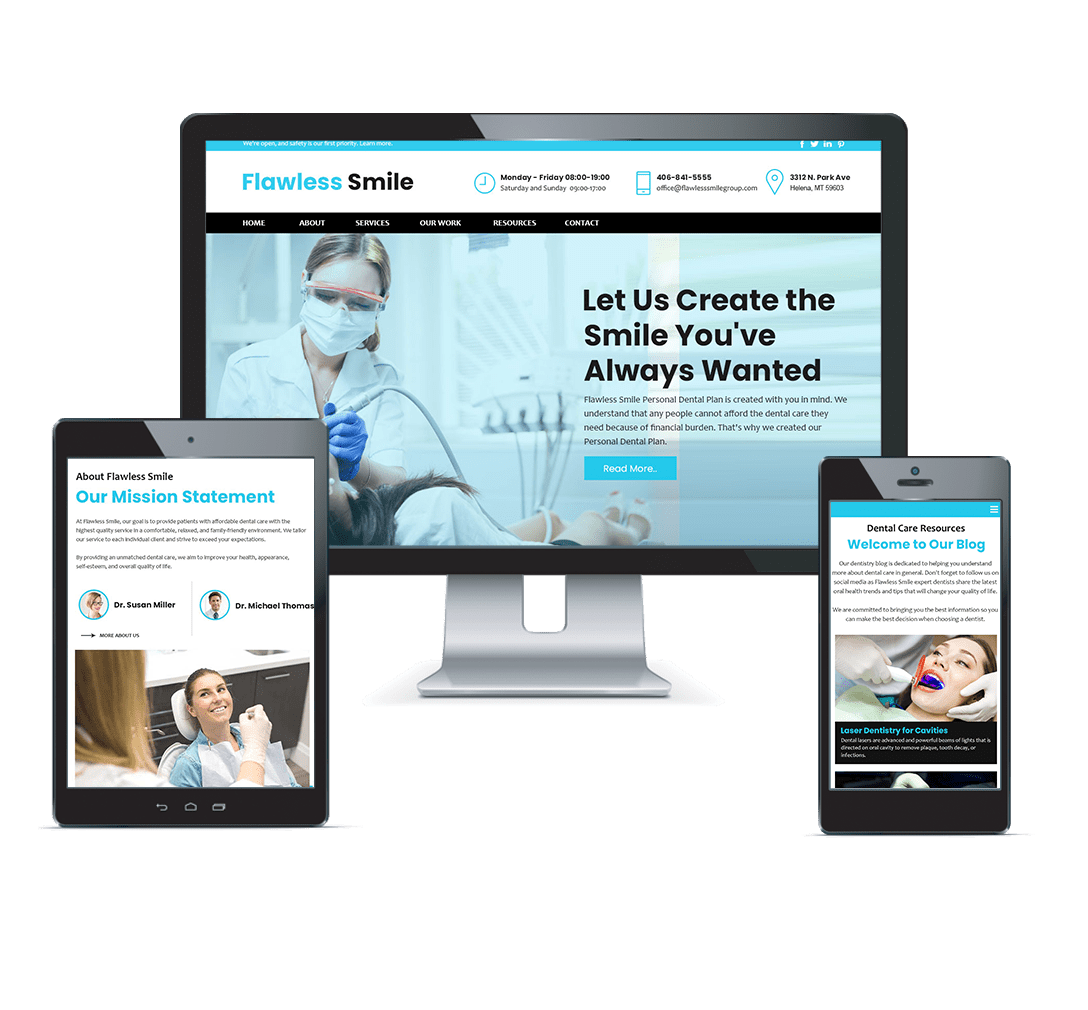 We're open, and safety is our first priority. Learn more.
Flawless Smile
Monday - Friday 08:00-19:00
Saturday and Sunday 09:00-17:00
406-841-5555
office@flawlesssmilegroup.com
3312 N. Park Ave
Helena, MT 59603
HOME ABOUT SERVICES OUR WORK RESOURCES CONTACT
Let Us Create the
Smile You've
Always Wanted
Flawless Smile Personal Dental Plan is created with you in mind. We
understand that any people cannot afford the dental care they
need because of financial burden. That's why we created our
Personal Dental Plan.
Read More..
About Flawless Smile
Our Mission Statement
At Flawless Smile, our goal is to provide patients with affordable dental care with the
highest quality service in a comfortable, relaxed, and family-friendly environment. We tailor
our service to each individual client and strive to exceed your expectations.
By providing an unmatched dental care, we aim to improve your health, appearance,
self-esteem, and overall quality of life.
Dr. Susan Miller
Dr. Michael Thomas
MORE ABOUT US
Dental Care Resources
Welcome to Our Blog
Our dentistry blog is dedicated to helping you understand
more about dental care in general. Don't forget to follow us on
social media as Flawless Smile expert dentists share the latest
oral health trends and tips that will change your quality of life.
We are committed to bringing you the best information so you
can make the best decision when choosing a dentist.
Laser Dentistry for Cavities
Dental lasers are advanced and powerful beams of lights that is
directed on oral cavity to remove plaque, tooth decay, or
infections.